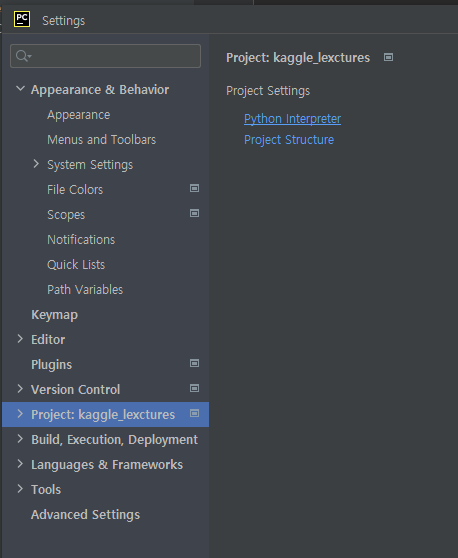 PC
Settings
Appearance & Behavior
Appearance
Menus and Toolbars
System Settings
File Colors
Scopes
Notifications
Quick Lists
Path Variables
Keymap
Editor
Plugins
Version Control
Project: kaggle_lexctures
Build, Execution, Deployment
Languages & Frameworks
Tools
Advanced Settings
Project: kaggle_lexctures
Project Settings
Python Interpreter
Project Structure